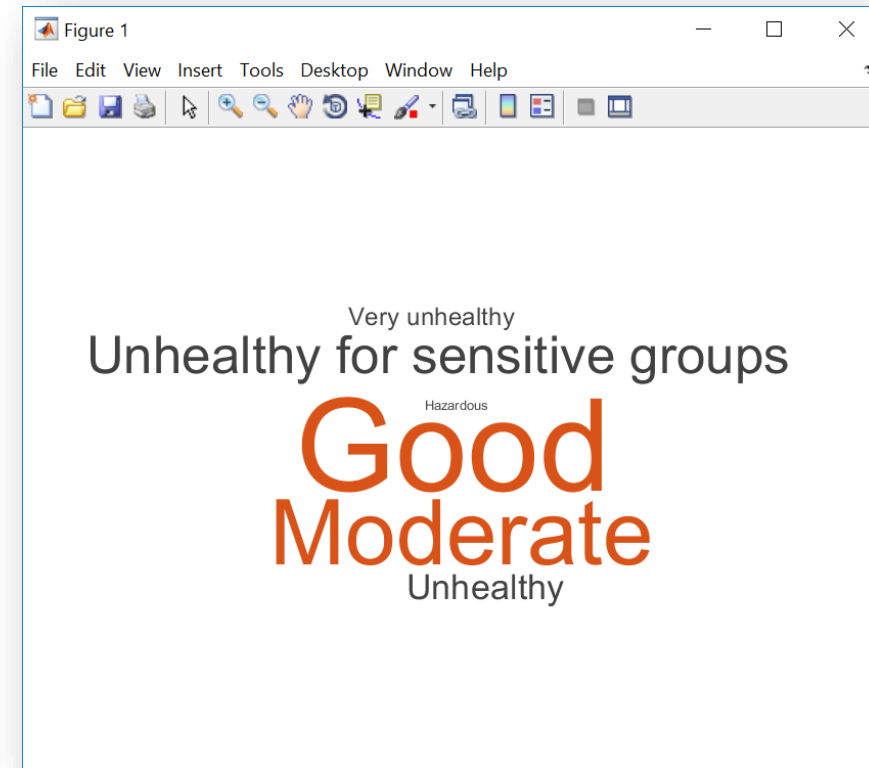 Figure 1
File Edit View Insert Tools Desktop Window Help
Very unhealthy
Unhealthy for sensitive groups
Hazardous
Good
Moderate
Unhealthy